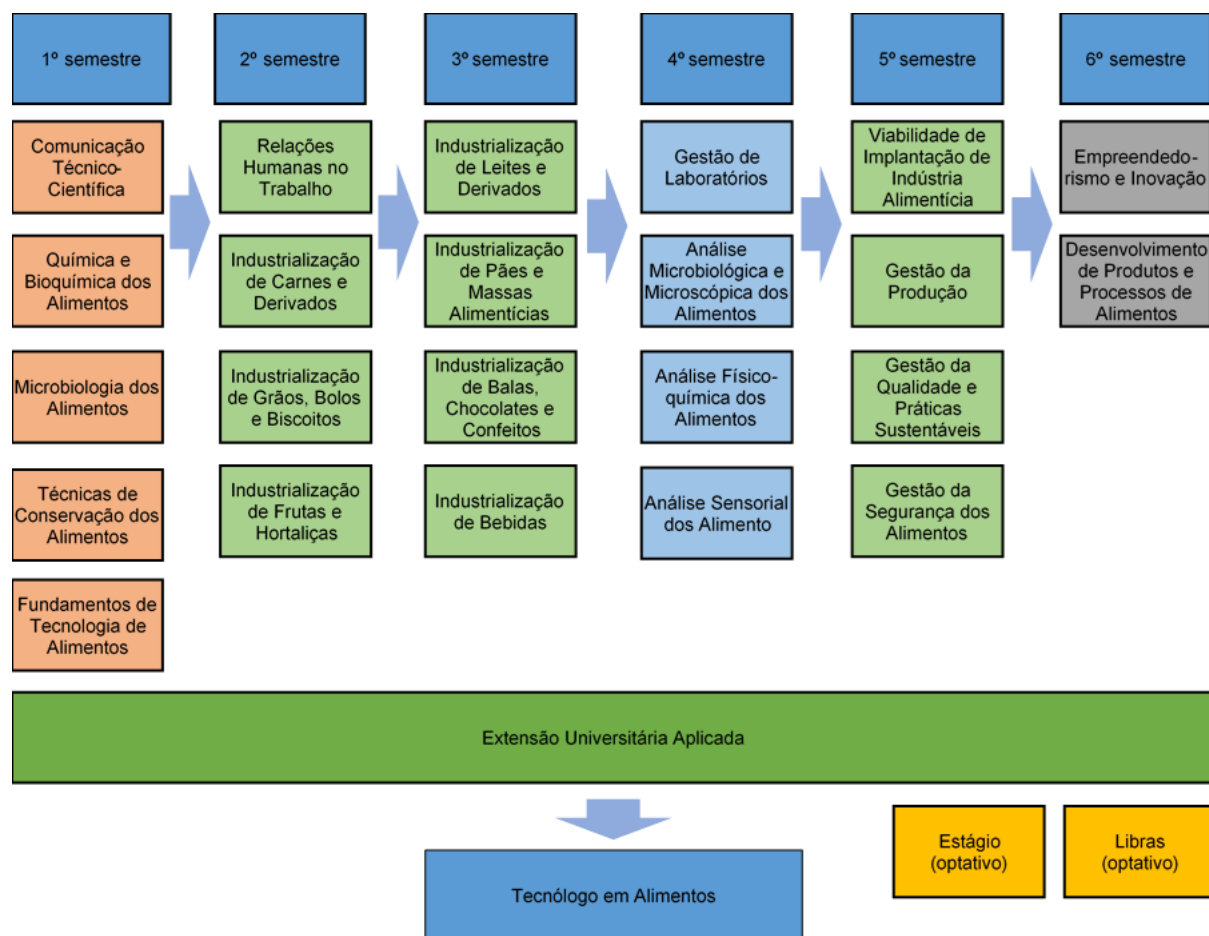 1º semestre
2º semestre
3º semestre
4º semestre
5º semestre
6º semestre
Comunicação
Técnico-
Científica
Relações
Humanas no
Trabalho
Industrialização
de Leites e
Derivados
Gestão de
Laboratórios
Viabilidade de
Implantação de
Indústria
Alimentícia
Empreendedo-
rismo e Inovação
Química e
Bioquímica dos
Alimentos
Industrialização
de Carnes e
Derivados
Industrialização
de Pães e
Massas
Alimentícias
Análise
Microbiológica e
Microscópica dos
Alimentos
Gestão da
Produção
Desenvolvimento
de Produtos e
Processos de
Alimentos
Microbiologia dos
Alimentos
Industrialização
de Grãos, Bolos
e Biscoitos
Industrialização
de Balas,
Chocolates e
Confeitos
Análise Físico-
química dos
Alimentos
Gestão da
Qualidade e
Práticas
Sustentáveis
Técnicas de
Conservação dos
Alimentos
Industrialização
de Frutas e
Hortaliças
Industrialização
de Bebidas
Análise Sensorial
dos Alimento
Gestão da
Segurança dos
Alimentos
Fundamentos de
Tecnologia de
Alimentos
Extensão Universitária Aplicada
Estágio
(optativo)
Libras
(optativo)
Tecnólogo em Alimentos